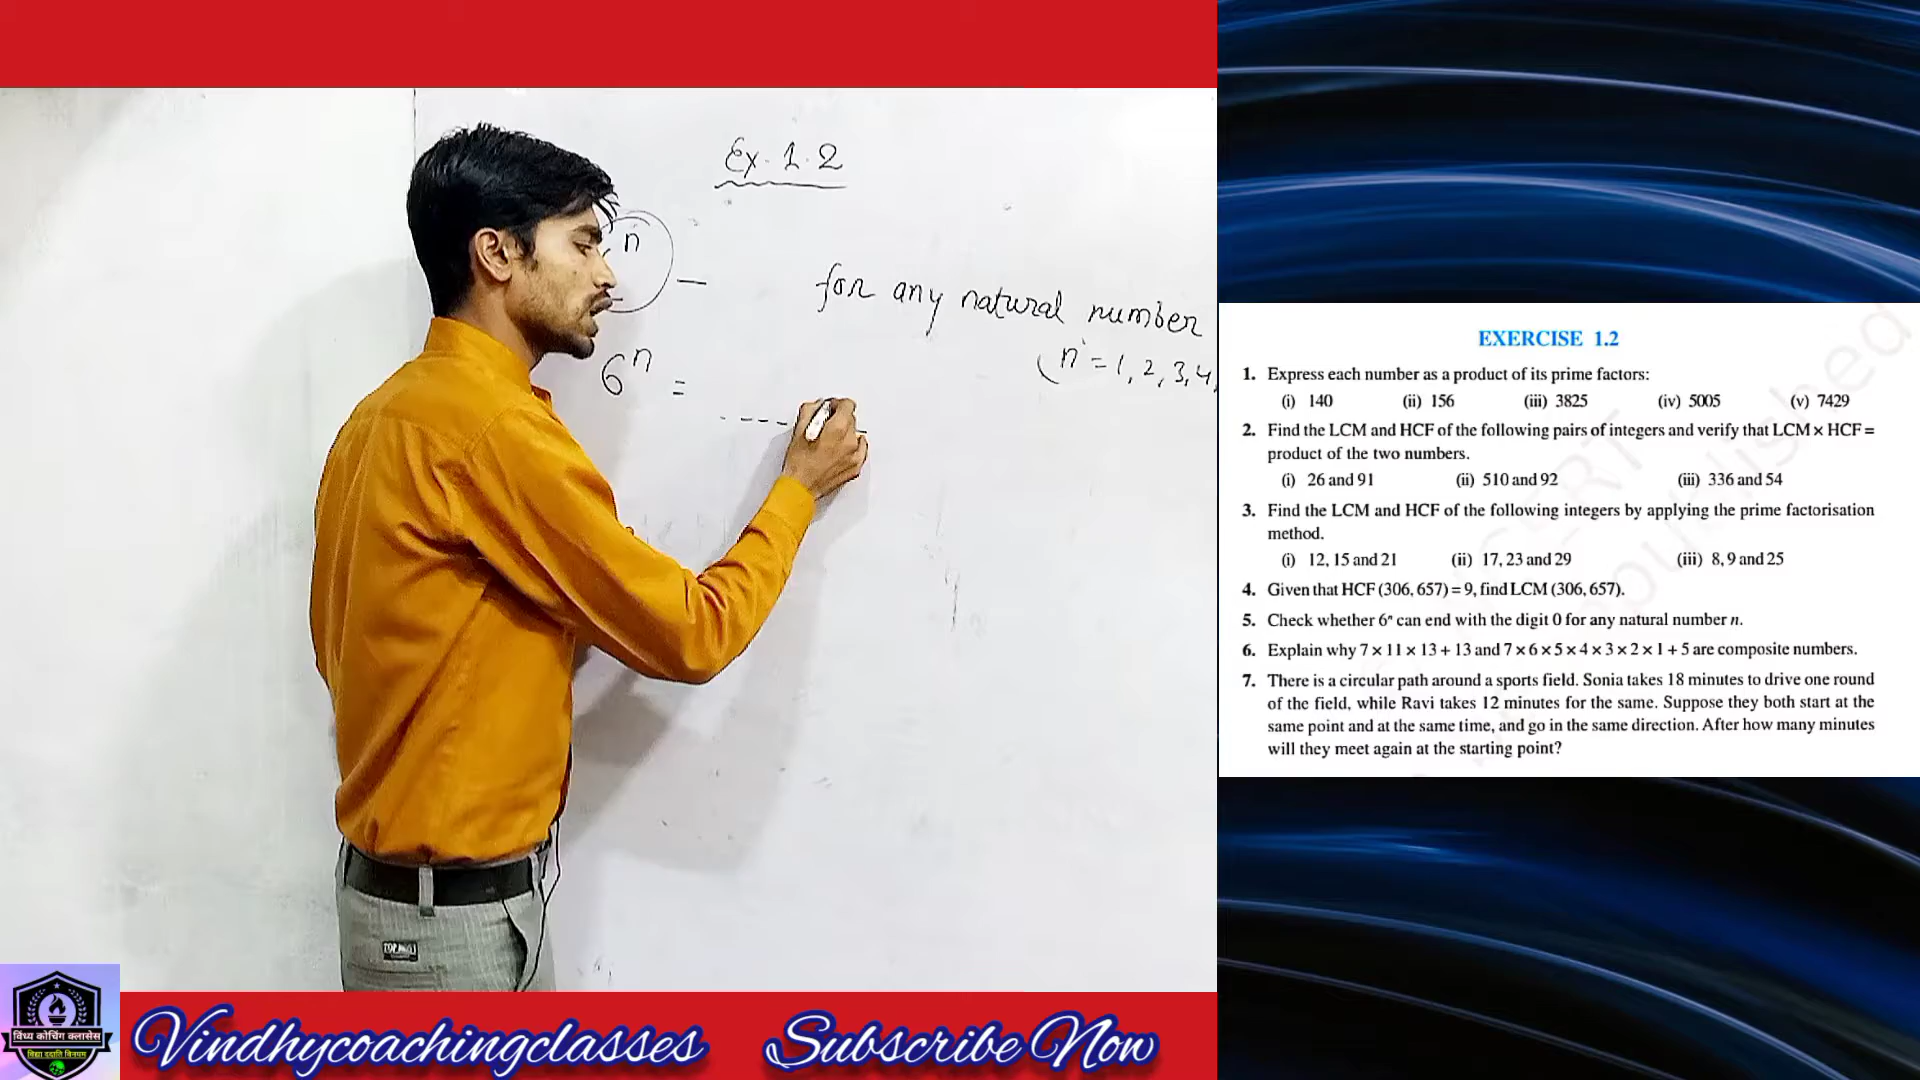 Ex. 1.2
n
for any natural number
(n = 1, 2, 3, 4,
6ⁿ =
EXERCISE 1.2
1. Express each number as a product of its prime factors:
(i) 140 (ii) 156 (iii) 3825 (iv) 5005 (v) 7429
2. Find the LCM and HCF of the following pairs of integers and verify that LCM × HCF =
product of the two numbers.
(i) 26 and 91 (ii) 510 and 92 (iii) 336 and 54
3. Find the LCM and HCF of the following integers by applying the prime factorisation
method.
(i) 12, 15 and 21 (ii) 17, 23 and 29 (iii) 8, 9 and 25
4. Given that HCF (306, 657) = 9, find LCM (306, 657).
5. Check whether 6ⁿ can end with the digit 0 for any natural number n.
6. Explain why 7 × 11 × 13 + 13 and 7 × 6 × 5 × 4 × 3 × 2 × 1 + 5 are composite numbers.
7. There is a circular path around a sports field. Sonia takes 18 minutes to drive one round
of the field, while Ravi takes 12 minutes for the same. Suppose they both start at the
same point and at the same time, and go in the same direction. After how many minutes
will they meet again at the starting point?
विंध्य कोचिंग क्लासेस
विद्या ददाति विनयम
Vindhycoachingclasses Subscribe Now